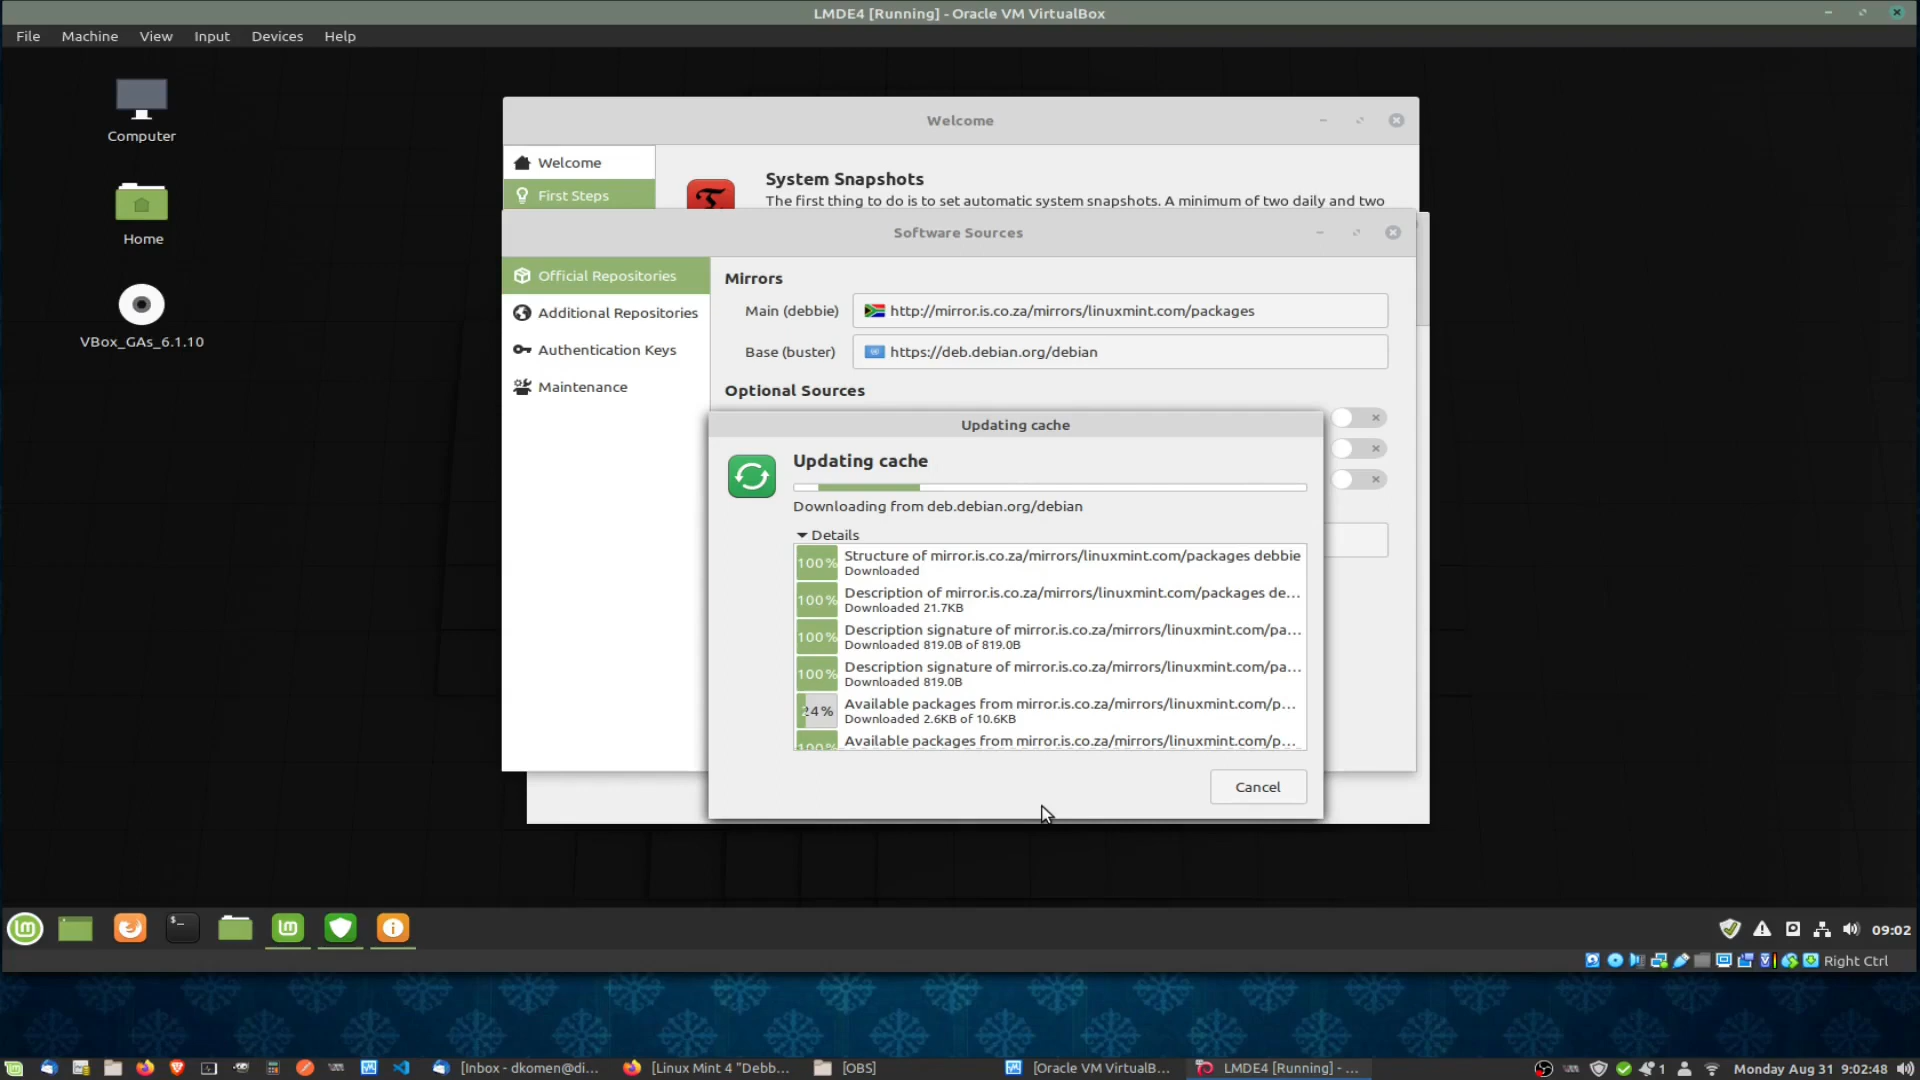 LMDE4 [Running] - Oracle VM VirtualBox
File Machine View Input Devices Help
Computer
Home
VBox_GAs_6.1.10
Welcome
Welcome
First Steps
System Snapshots
The first thing to do is to set automatic system snapshots. A minimum of two daily and two
Software Sources
Official Repositories
Additional Repositories
Authentication Keys
Maintenance
Mirrors
Main (debbie) http://mirror.is.co.za/mirrors/linuxmint.com/packages
Base (buster) https://deb.debian.org/debian
Optional Sources
Updating cache
Updating cache
Downloading from deb.debian.org/debian
Details
100% Structure of mirror.is.co.za/mirrors/linuxmint.com/packages debbie
Downloaded
100% Description of mirror.is.co.za/mirrors/linuxmint.com/packages de...
Downloaded 21.7KB
100% Description signature of mirror.is.co.za/mirrors/linuxmint.com/pa...
Downloaded 819.0B of 819.0B
100% Description signature of mirror.is.co.za/mirrors/linuxmint.com/pa...
Downloaded 819.0B
24% Available packages from mirror.is.co.za/mirrors/linuxmint.com/p...
Downloaded 2.6KB of 10.6KB
100% Available packages from mirror.is.co.za/mirrors/linuxmint.com/p...
Cancel
09:02
Right Ctrl
[Inbox - dkomen@di... [Linux Mint 4 "Debb... [OBS] [Oracle VM VirtualB... LMDE4 [Running] - ... 1 Monday Aug 31 9:02:48